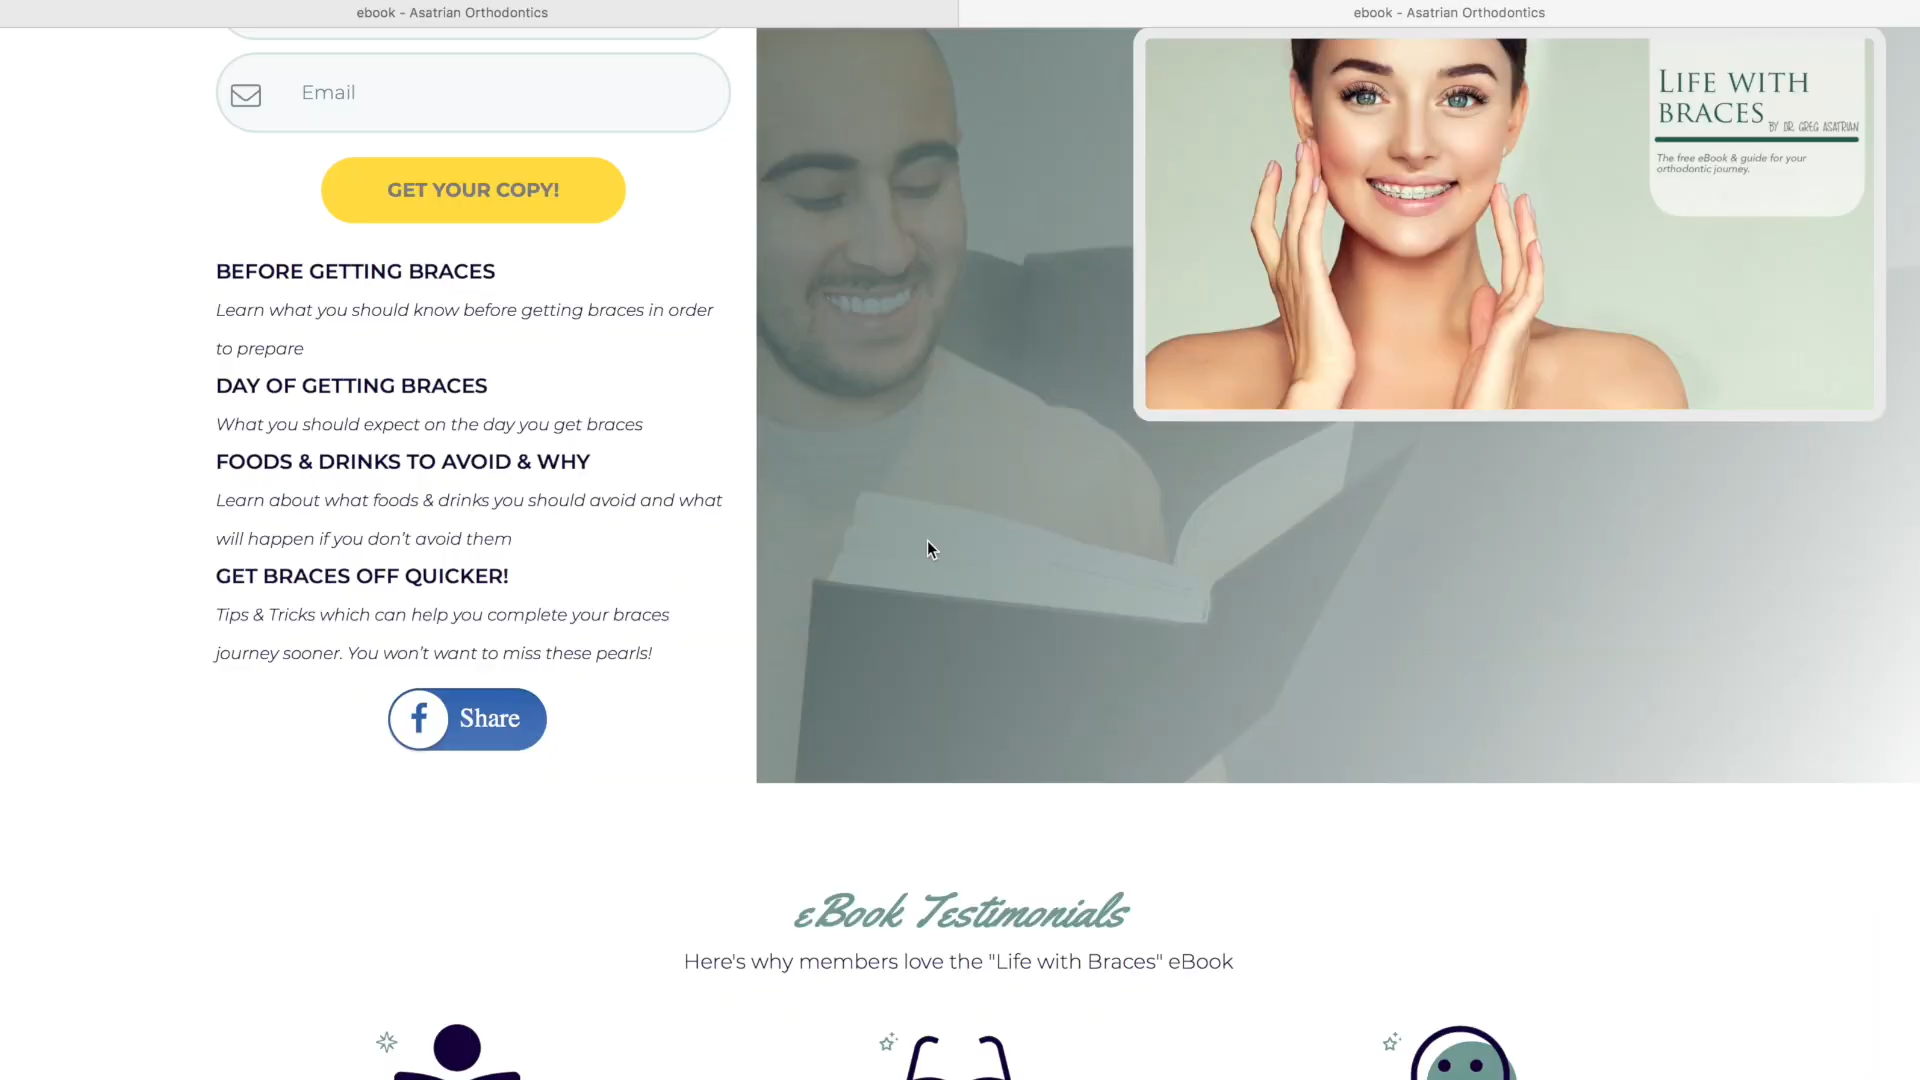 ebook - Asatrian Orthodontics
ebook - Asatrian Orthodontics
Email
GET YOUR COPY!
BEFORE GETTING BRACES
Learn what you should know before getting braces in order
to prepare
DAY OF GETTING BRACES
What you should expect on the day you get braces
FOODS & DRINKS TO AVOID & WHY
Learn about what foods & drinks you should avoid and what
will happen if you don’t avoid them
GET BRACES OFF QUICKER!
Tips & Tricks which can help you complete your braces
journey sooner. You won’t want to miss these pearls!
Share
LIFE WITH
BRACES
BY DR. GREG ASATRIAN
The free eBook & guide for your
orthodontic journey.
eBook Testimonials
Here's why members love the "Life with Braces" eBook